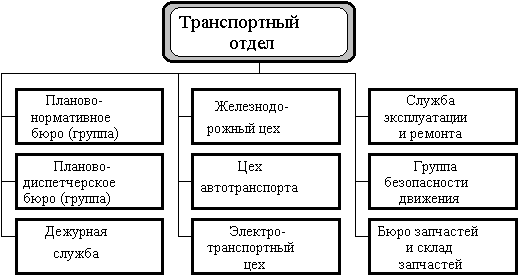 Транспортный
отдел
Планово-
нормативное
бюро (группа)
Железнодо-
рожный цех
Служба
эксплуатации
и ремонта
Планово-
диспетчерское
бюро (группа)
Цех
автотранспорта
Группа
безопасности
движения
Дежурная
служба
Электро-
транспортный
цех
Бюро запчастей
и склад
запчастей